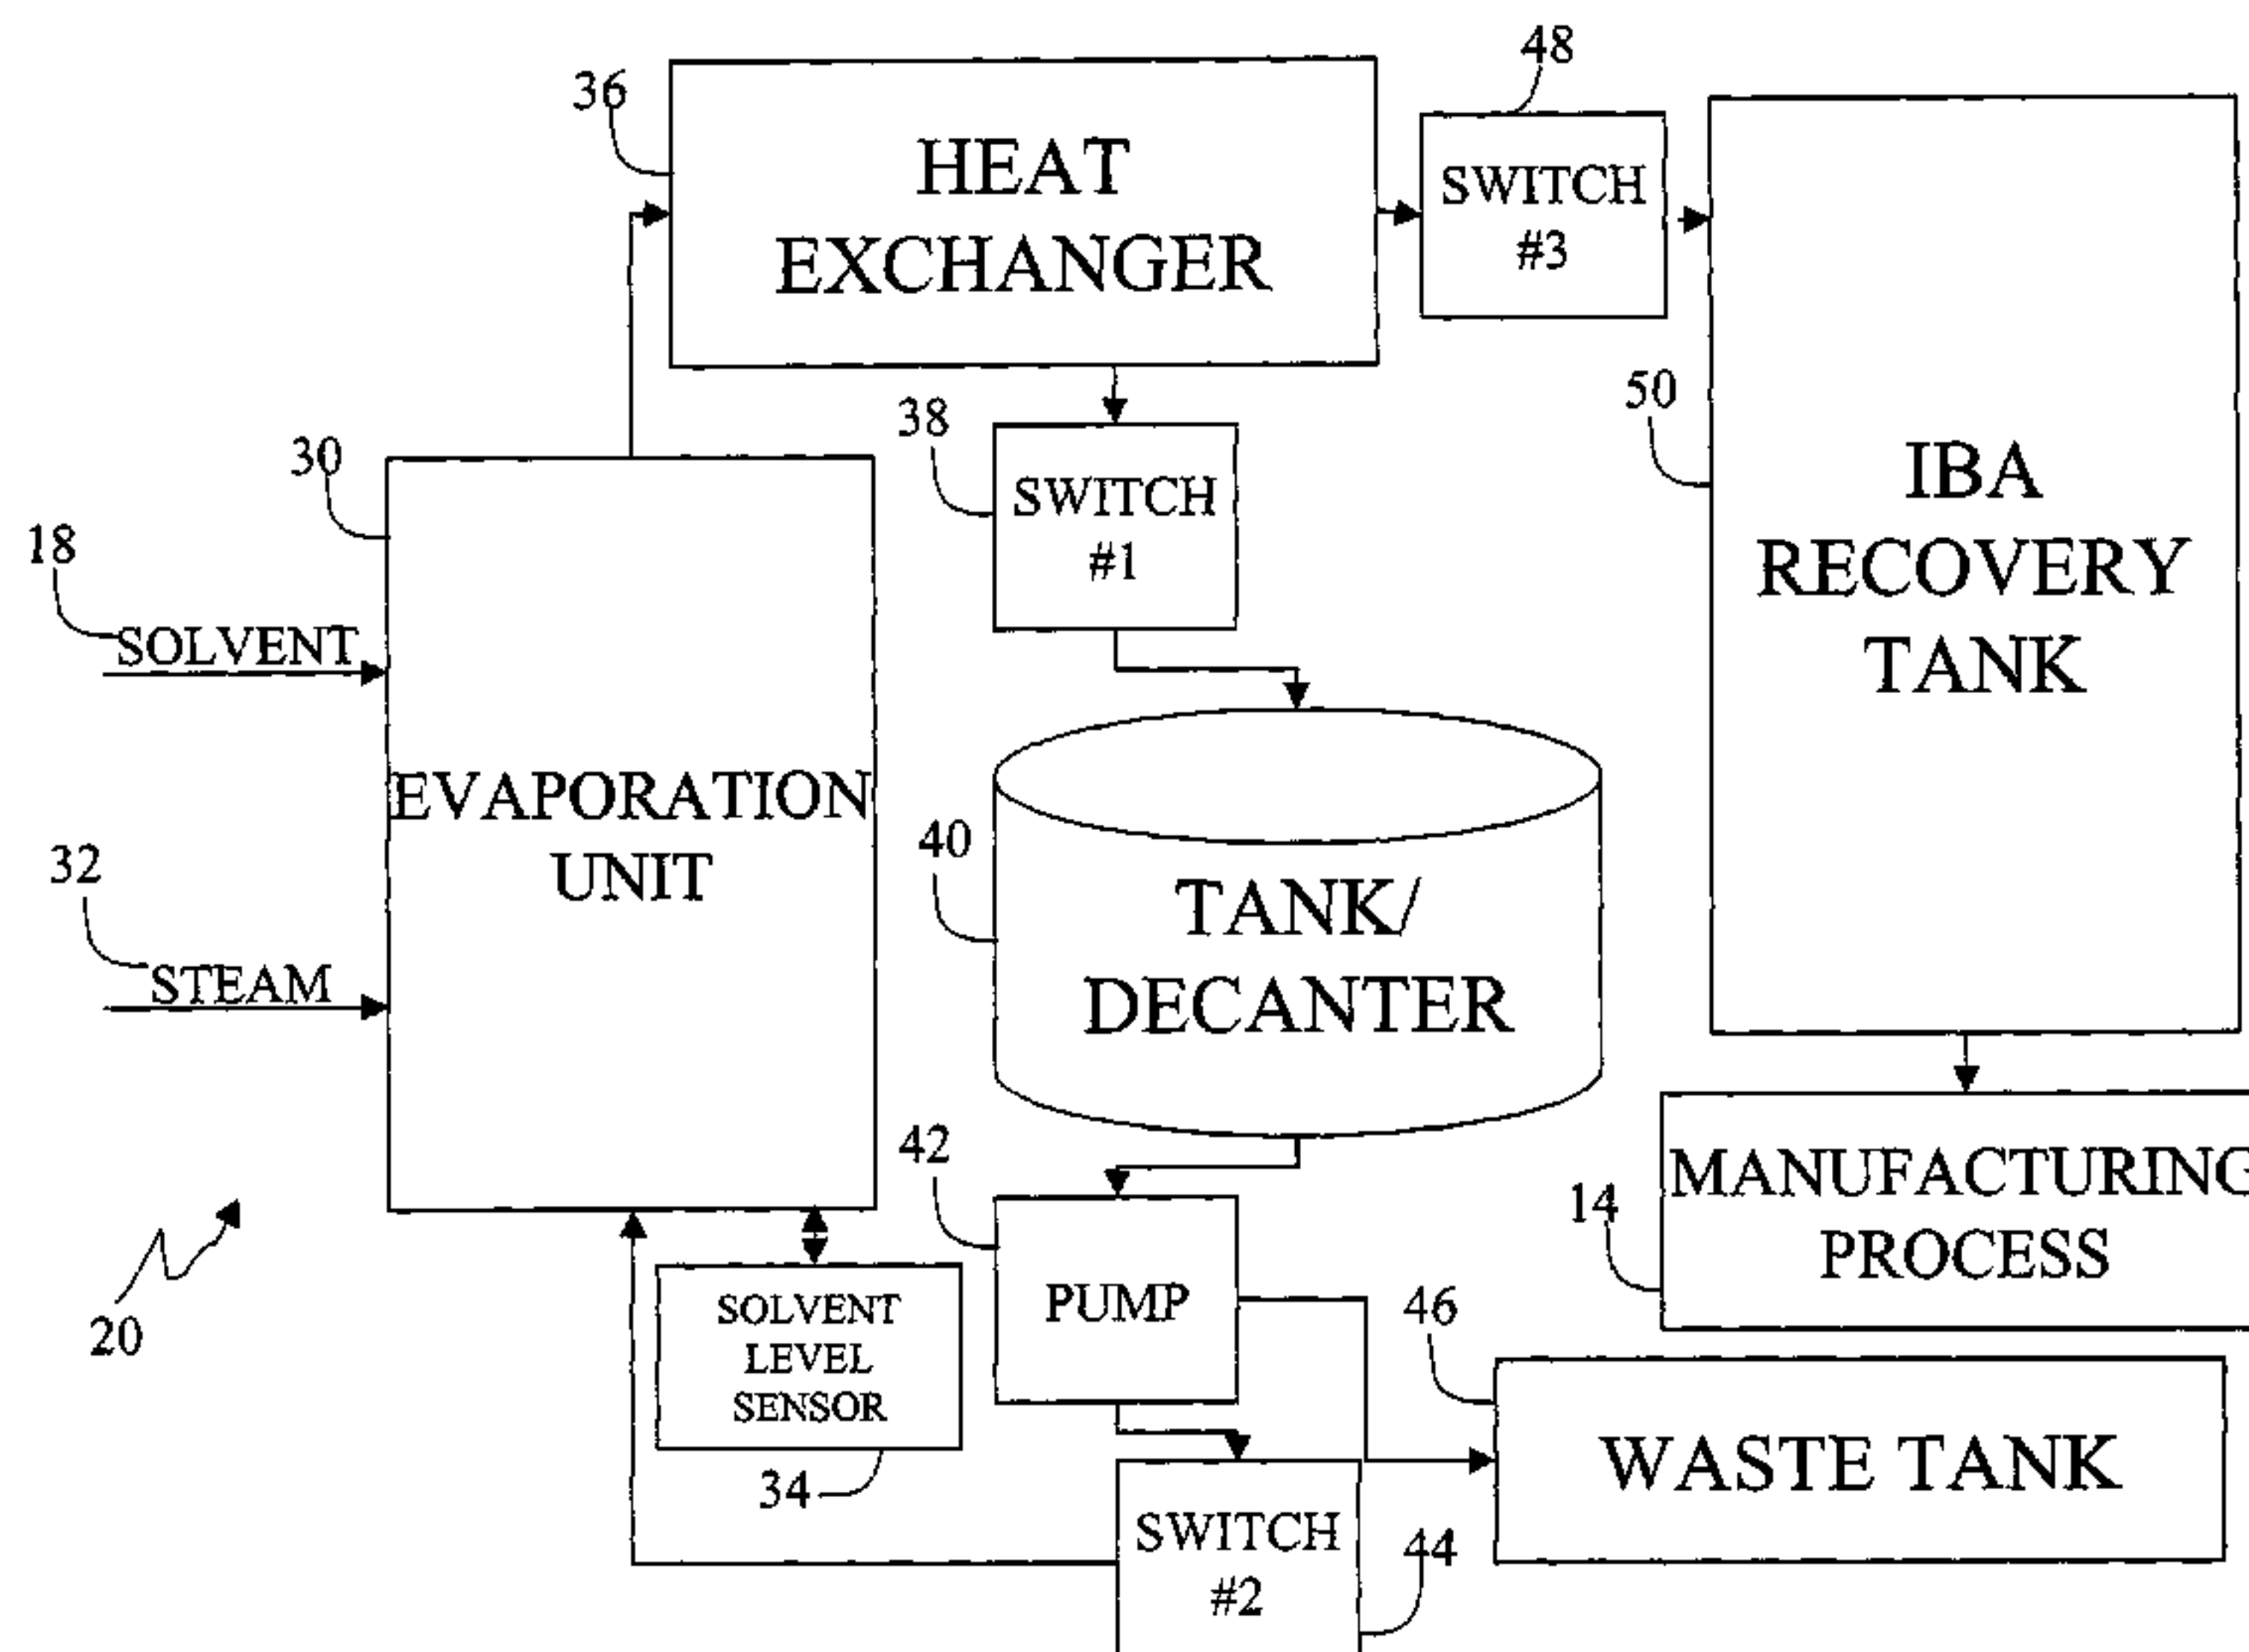 48
36
HEAT
EXCHANGER
SWITCH
#3
38
SWITCH
#1
50
IBA
RECOVERY
TANK
30
18
SOLVENT
EVAPORATION
UNIT
32
STEAM
40
TANK/
DECANTER
42
PUMP
14
MANUFACTURING
PROCESS
20
SOLVENT
LEVEL
SENSOR
34
46
WASTE TANK
SWITCH
#2
44